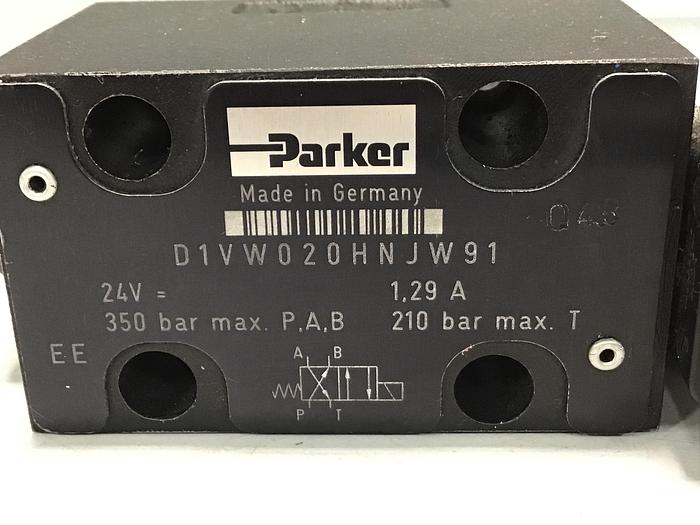 Parker
Made in Germany
D1VW020HNJW91
24V = 1,29 A
350 bar max. P,A,B 210 bar max. T
EE
A B
P T